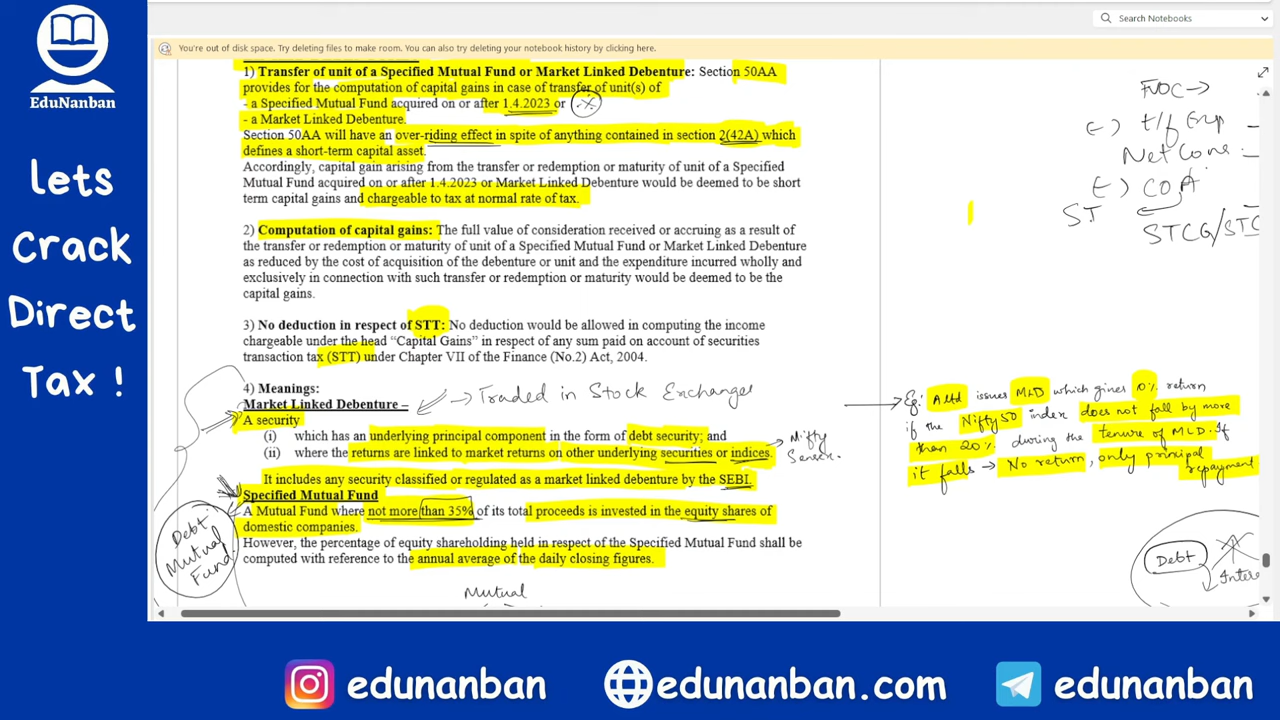 EduNanban
lets
Crack
Direct
Tax !
Search Notebooks
You're out of disk space. Try deleting files to make room. You can also try deleting your notebook history by clicking here.
1) Transfer of unit of a Specified Mutual Fund or Market Linked Debenture: Section 50AA
provides for the computation of capital gains in case of transfer of unit(s) of
- a Specified Mutual Fund acquired on or after 1.4.2023 or
- a Market Linked Debenture.
Section 50AA will have an over-riding effect in spite of anything contained in section 2(42A) which
defines a short-term capital asset.
Accordingly, capital gain arising from the transfer or redemption or maturity of unit of a Specified
Mutual Fund acquired on or after 1.4.2023 or Market Linked Debenture would be deemed to be short
term capital gains and chargeable to tax at normal rate of tax.
2) Computation of capital gains: The full value of consideration received or accruing as a result of
the transfer or redemption or maturity of unit of a Specified Mutual Fund or Market Linked Debenture
as reduced by the cost of acquisition of the debenture or unit and the expenditure incurred wholly and
exclusively in connection with such transfer or redemption or maturity would be deemed to be the
capital gains.
3) No deduction in respect of STT: No deduction would be allowed in computing the income
chargeable under the head “Capital Gains” in respect of any sum paid on account of securities
transaction tax (STT) under Chapter VII of the Finance (No.2) Act, 2004.
4) Meanings:
→ Traded in Stock Exchanges
Market Linked Debenture –
A security
(i) which has an underlying principal component in the form of debt security; and
(ii) where the returns are linked to market returns on other underlying securities or indices.
→ Nifty
Sensex.
It includes any security classified or regulated as a market linked debenture by the SEBI.
Specified Mutual Fund
A Mutual Fund where not more than 35% of its total proceeds is invested in the equity shares of
domestic companies.
However, the percentage of equity shareholding held in respect of the Specified Mutual Fund shall be
computed with reference to the annual average of the daily closing figures.
Debt
Mutual
Fund
Mutual
FVOC →
(-) t/f Exp
Net Cons
(-) COA
ST
STCG/STC
Eg: A ltd issues MLD which gives 10% return
if the Nifty 50 index does not fall by more
than 20% during the tenure of MLD. If
it falls → No return, only principal
repayment
Debt
Intere
edunanban
edunanban.com
edunanban